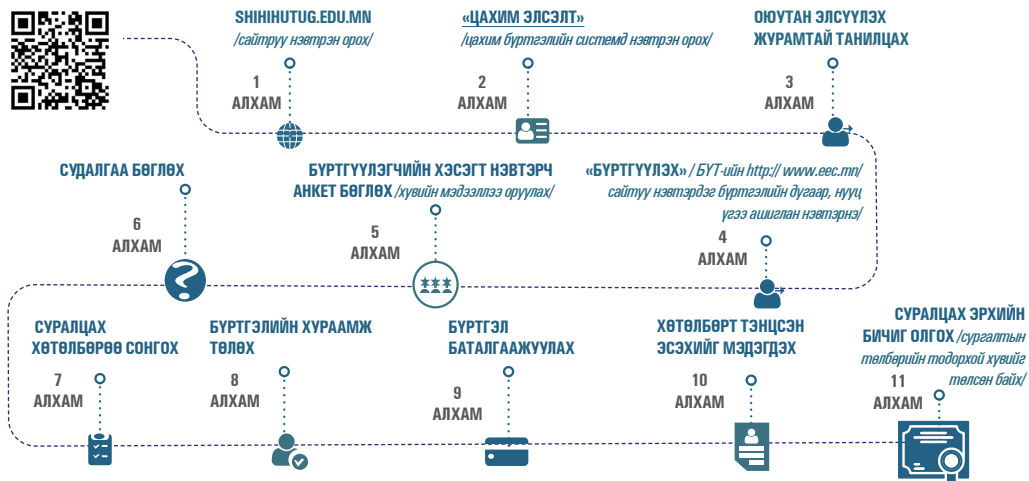 SHIHIHUTUG.EDU.MN
/сайтруу нэвтрэн орох/
1
АЛХАМ
«ЦАХИМ ЭЛСЭЛТ»
/цахим бүртгэлийн системд нэвтрэн орох/
2
АЛХАМ
ОЮУТАН ЭЛСҮҮЛЭХ
ЖУРАМТАЙ ТАНИЛЦАХ
3
АЛХАМ
«БҮРТГҮҮЛЭХ» / БҮТ-ийн http:// www.eec.mn/
сайтуу нэвтэрдэг бүртгэлийн дугаар, нууц
үгээ ашиглан нэвтэрнэ/
4
АЛХАМ
БҮРТГҮҮЛЭГЧИЙН ХЭСЭГТ НЭВТЭРЧ
АНКЕТ БӨГЛӨХ /хувийн мэдээллээ оруулах/
5
АЛХАМ
СУДАЛГАА БӨГЛӨХ
6
АЛХАМ
СУРАЛЦАХ
ХӨТӨЛБӨРӨӨ СОНГОХ
7
АЛХАМ
БҮРТГЭЛИЙН ХУРААМЖ
ТӨЛӨХ
8
АЛХАМ
БҮРТГЭЛ
БАТАЛГААЖУУЛАХ
9
АЛХАМ
ХӨТӨЛБӨРТ ТЭНЦСЭН
ЭСЭХИЙГ МЭДЭГДЭХ
10
АЛХАМ
СУРАЛЦАХ ЭРХИЙН
БИЧИГ ОЛГОХ /сургалтын
төлбөрийн тодорхой хувийг
төлсөн байх/
11
АЛХАМ